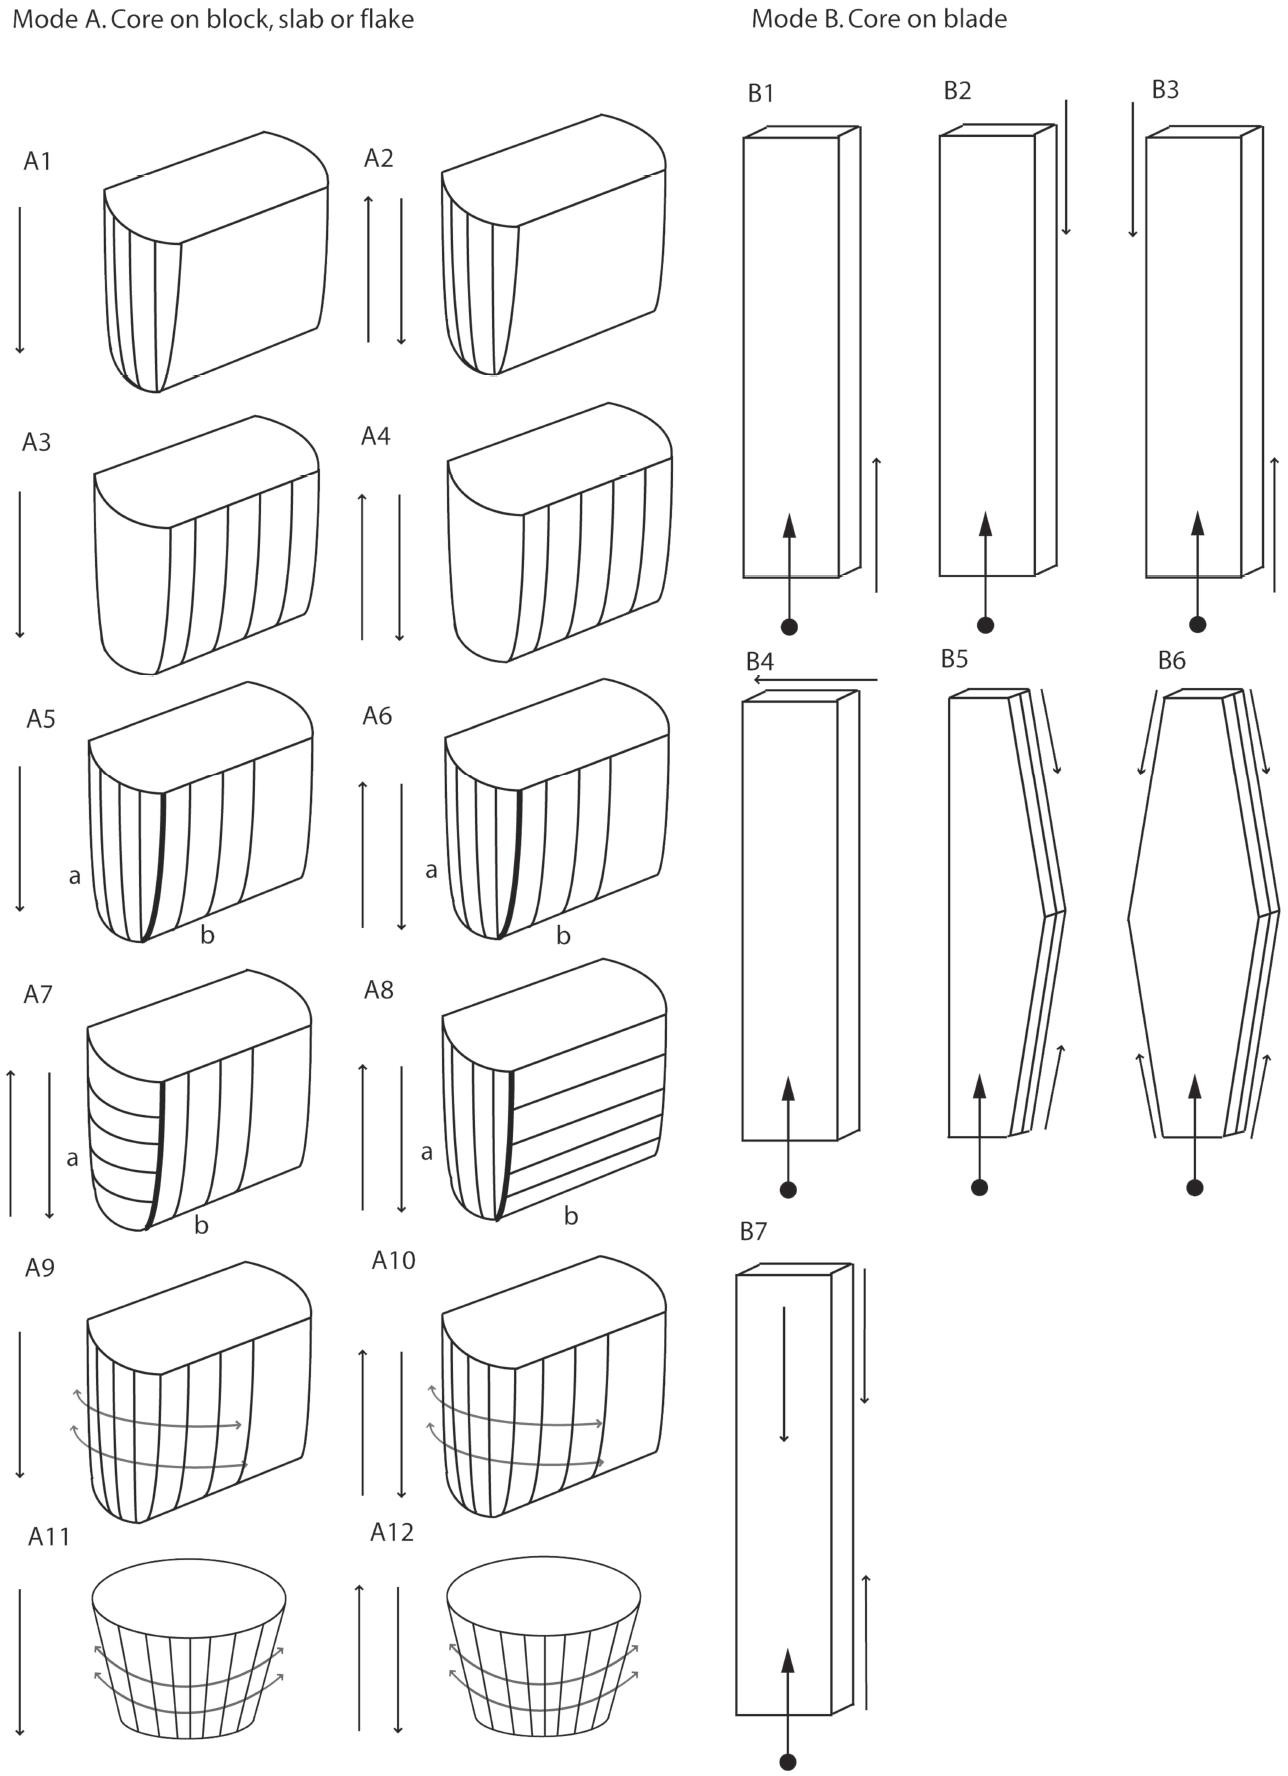 Mode A. Core on block, slab or flake
Mode B. Core on blade
B1
B2
B3
A1
A2
A3
A4
B4
B5
B6
A5
A6
a
b
a
b
A7
A8
a
b
a
b
B7
A9
A10
A11
A12